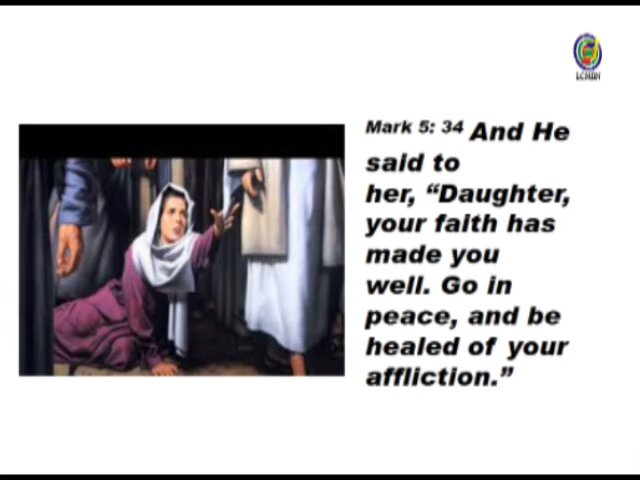 LCMBN
Mark 5: 34 And He
said to
her, “Daughter,
your faith has
made you
well. Go in
peace, and be
healed of your
affliction.”